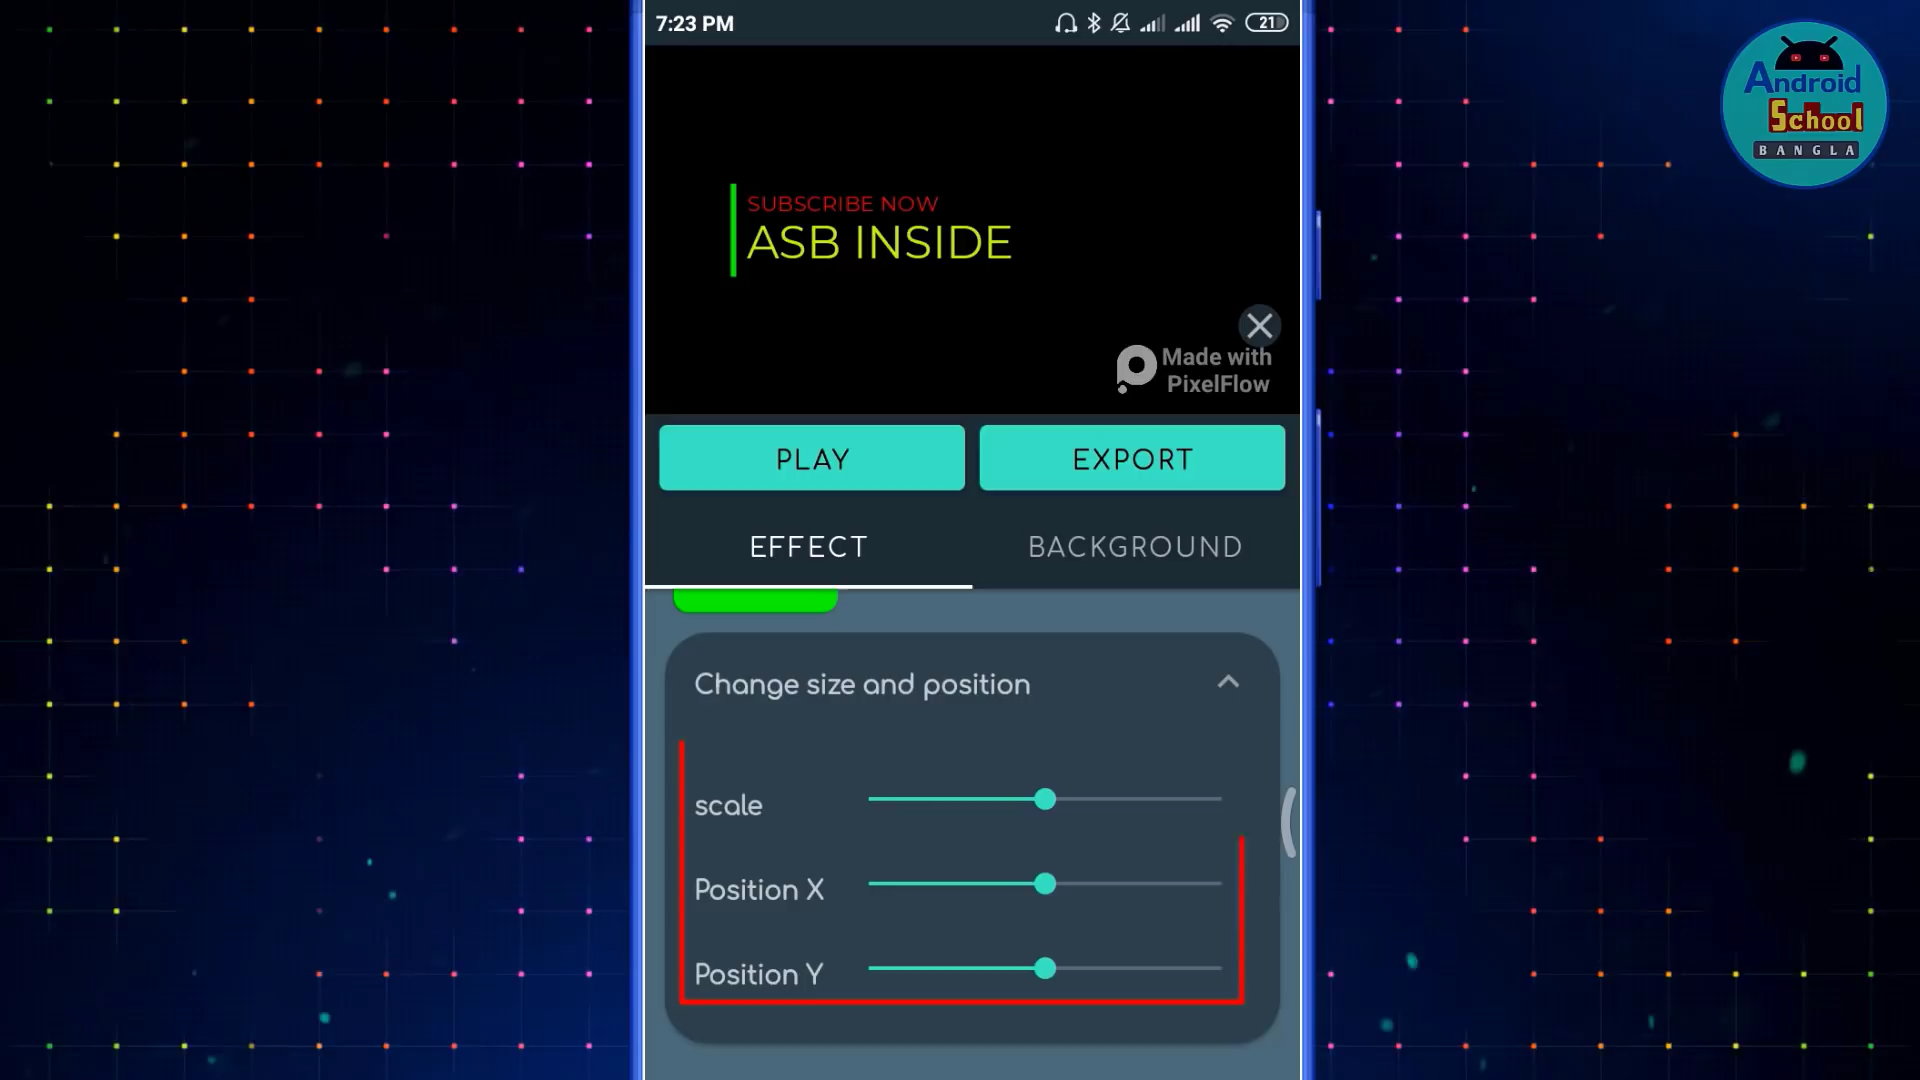 7:23 PM
21
Android
School
BANGLA
SUBSCRIBE NOW
ASB INSIDE
Made with
PixelFlow
PLAY
EXPORT
EFFECT
BACKGROUND
Change size and position
scale
Position X
Position Y